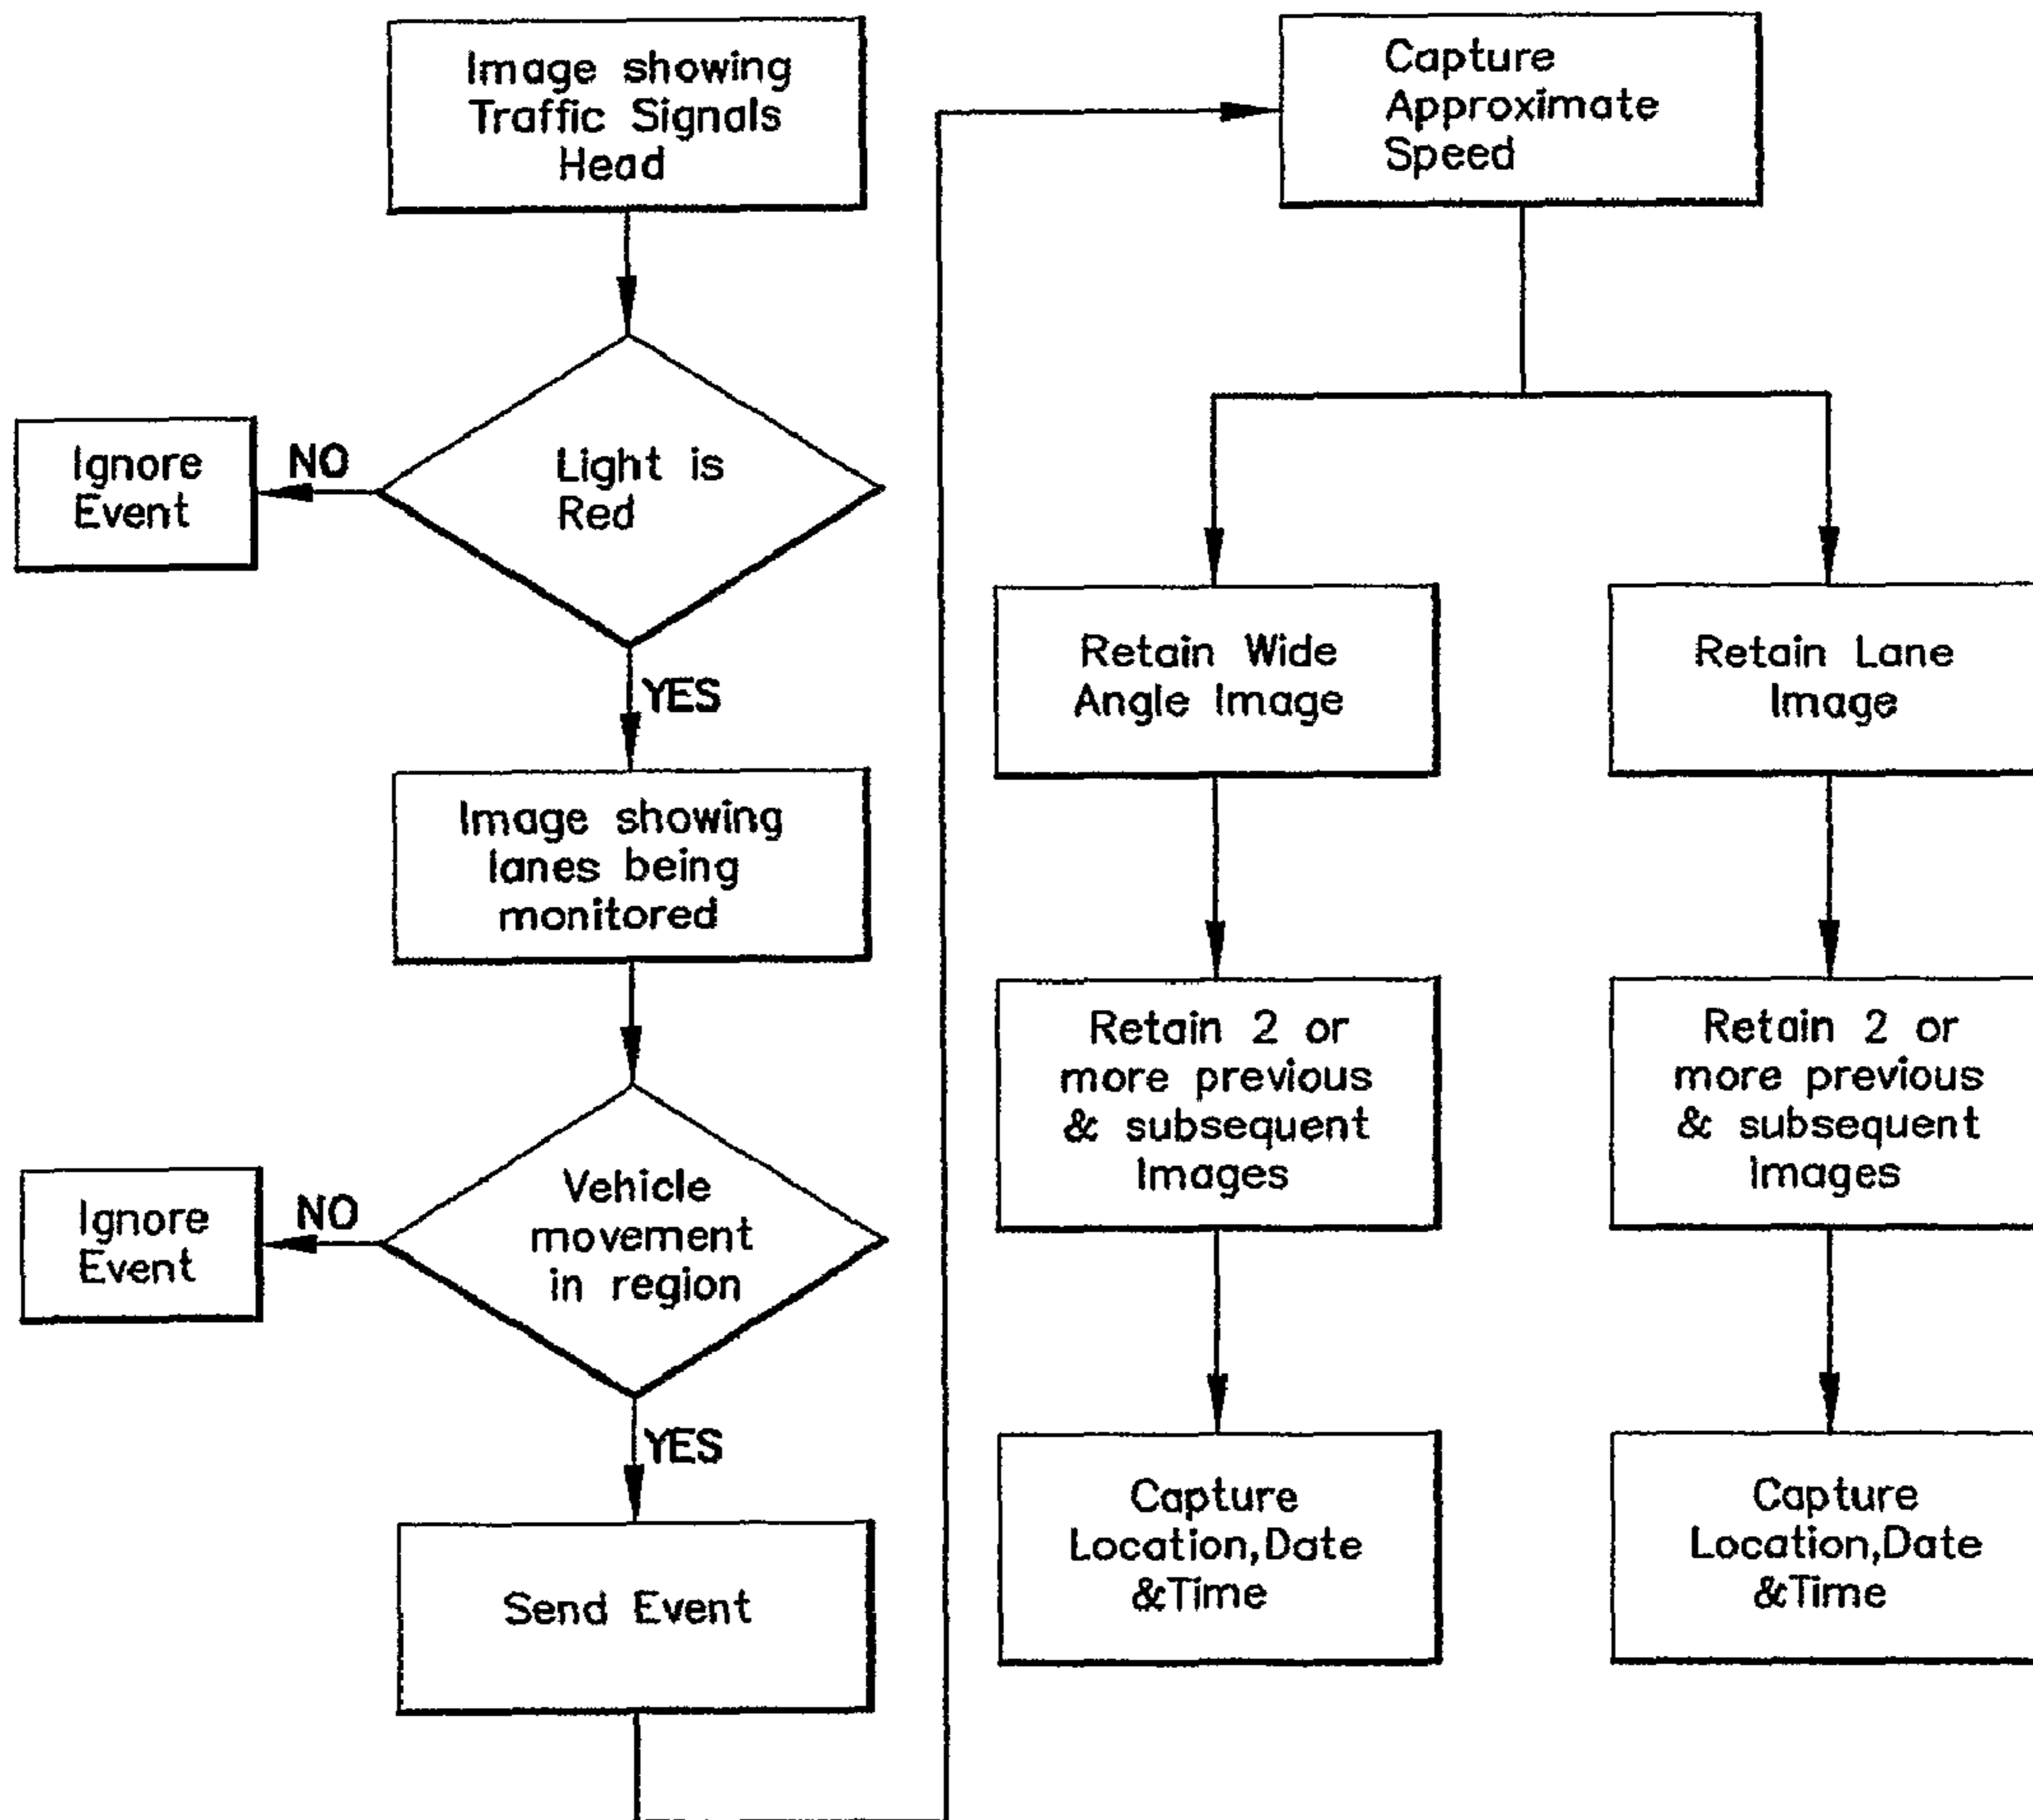 Image showing
Traffic Signals
Head
Light is
Red
NO
Ignore
Event
YES
Image showing
lanes being
monitored
Vehicle
movement
in region
NO
Ignore
Event
YES
Send Event
Capture
Approximate
Speed
Retain Wide
Angle Image
Retain 2 or
more previous
& subsequent
Images
Capture
Location,Date
&Time
Retain Lane
Image
Retain 2 or
more previous
& subsequent
Images
Capture
Location,Date
&Time